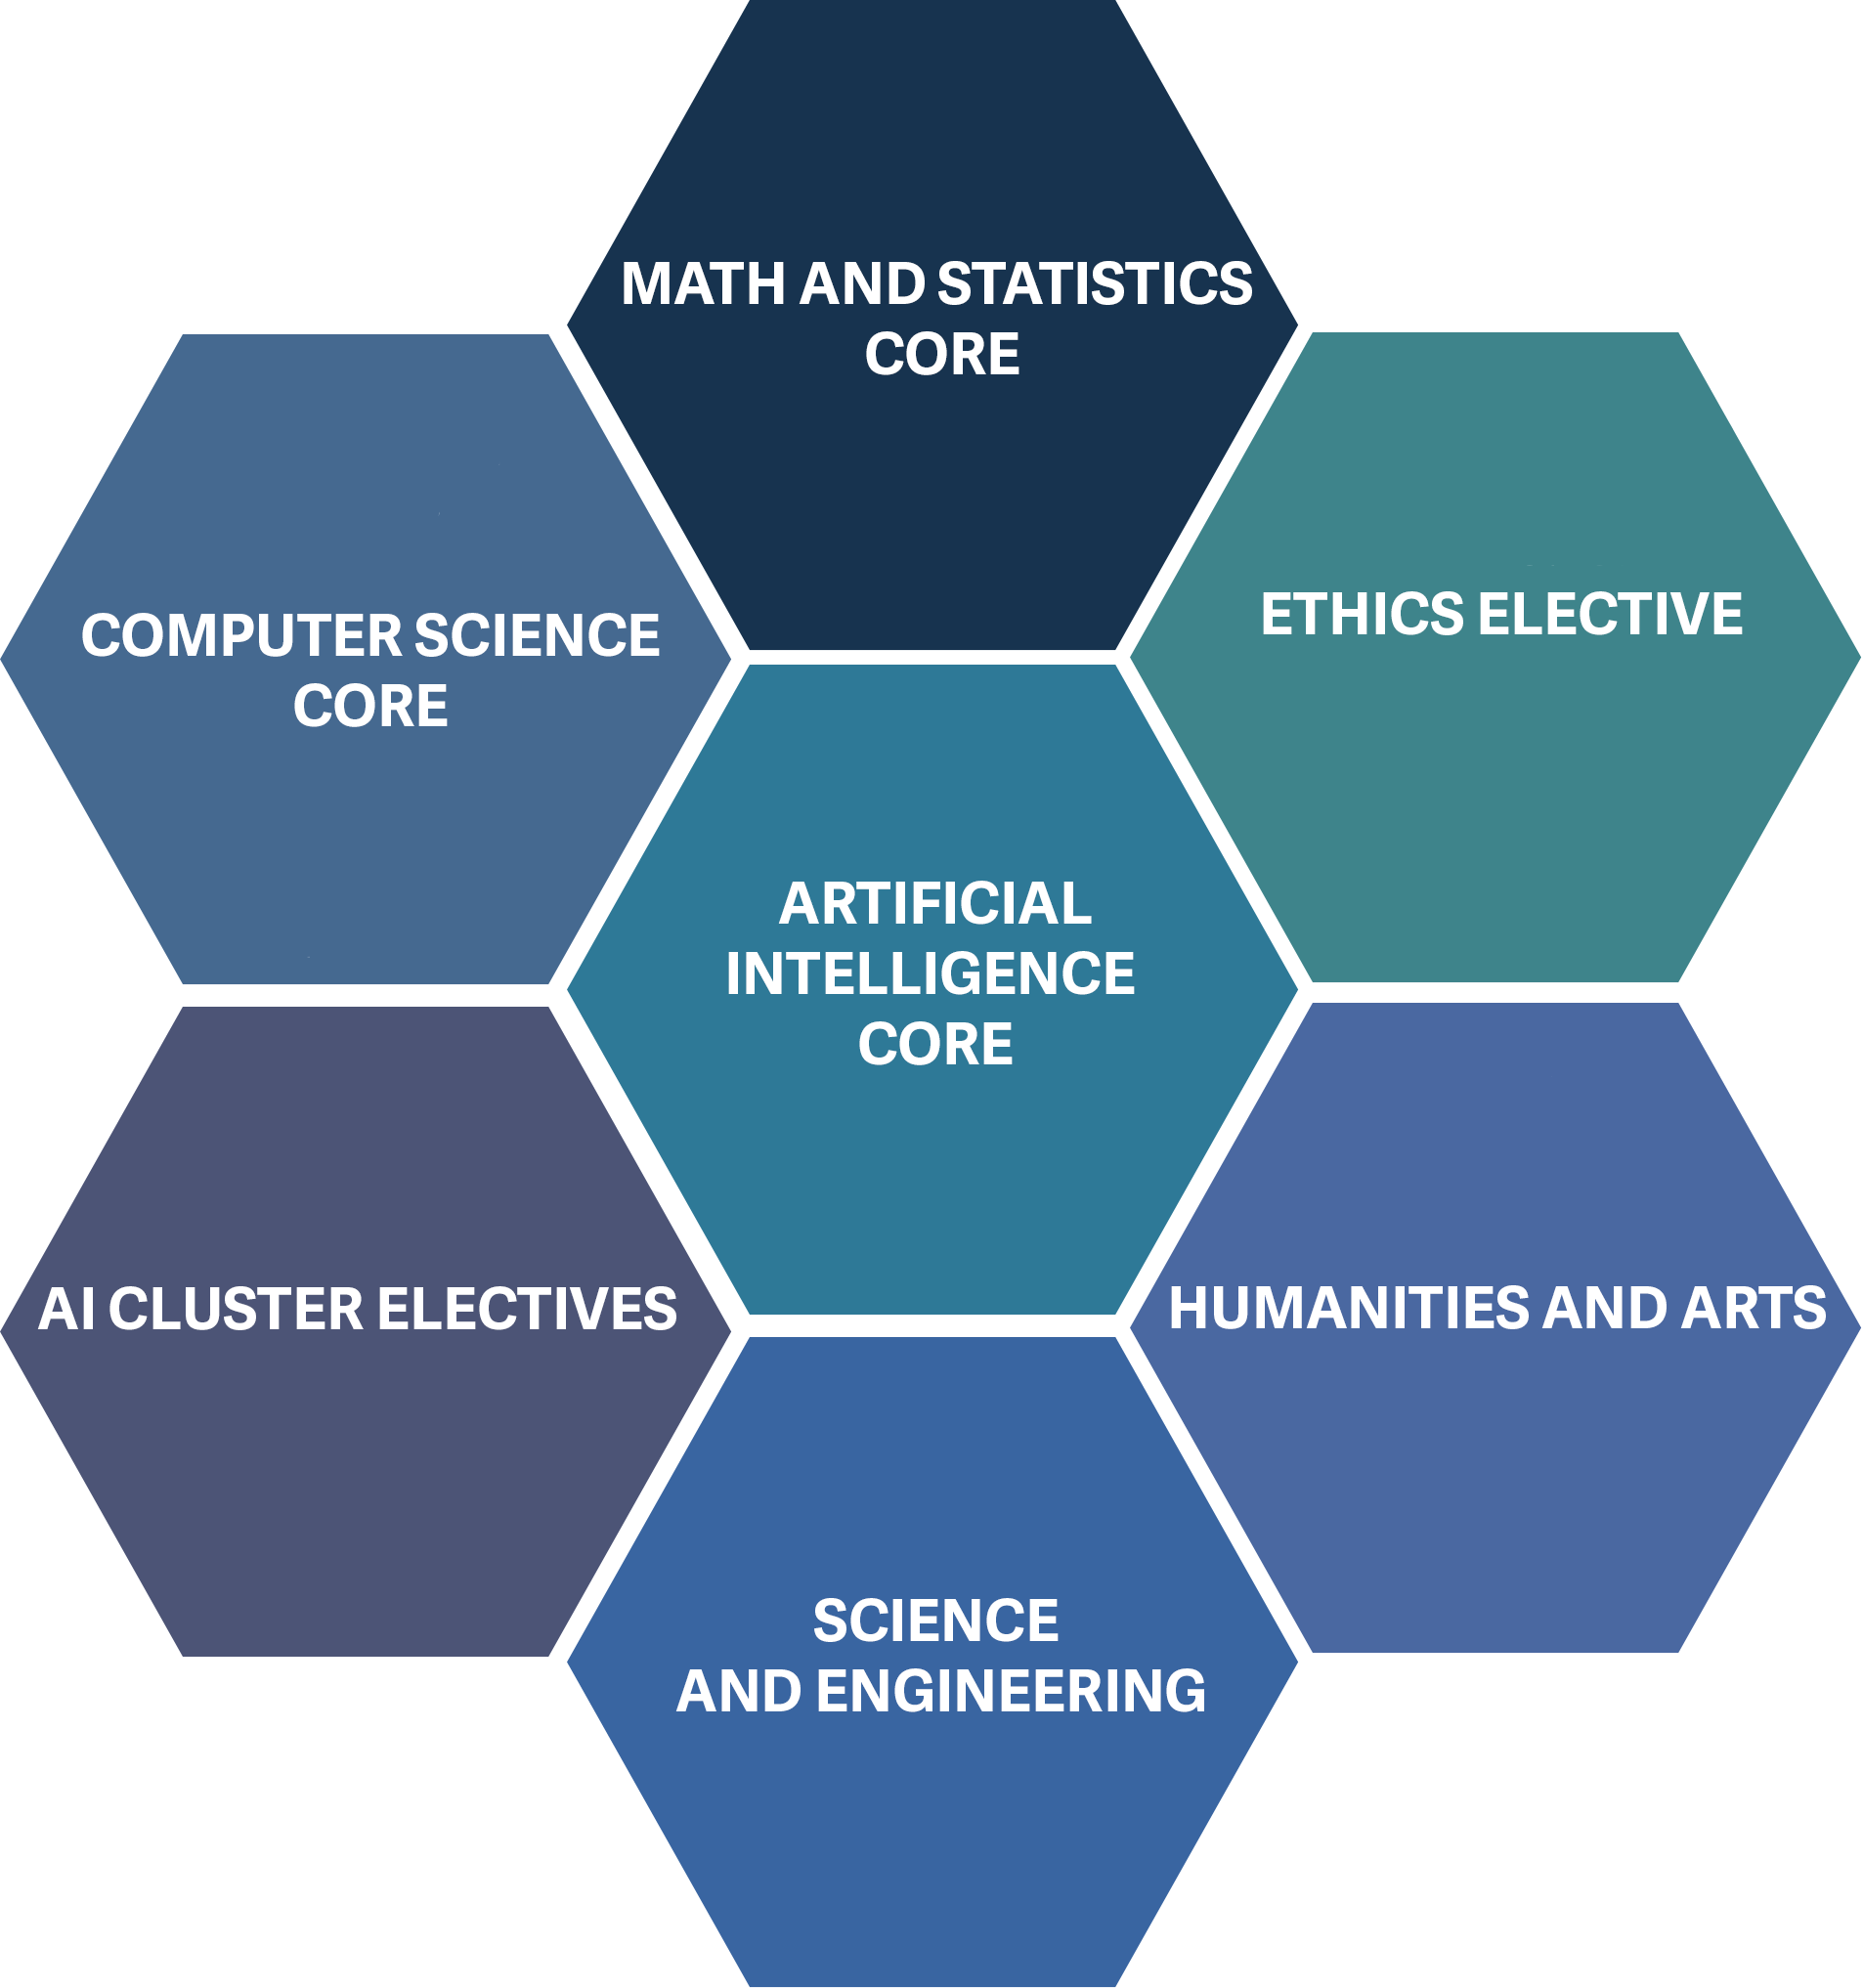 MATH AND STATISTICS
CORE
COMPUTER SCIENCE
CORE
ETHICS ELECTIVE
ARTIFICIAL
INTELLIGENCE
CORE
AI CLUSTER ELECTIVES
HUMANITIES AND ARTS
SCIENCE
AND ENGINEERING